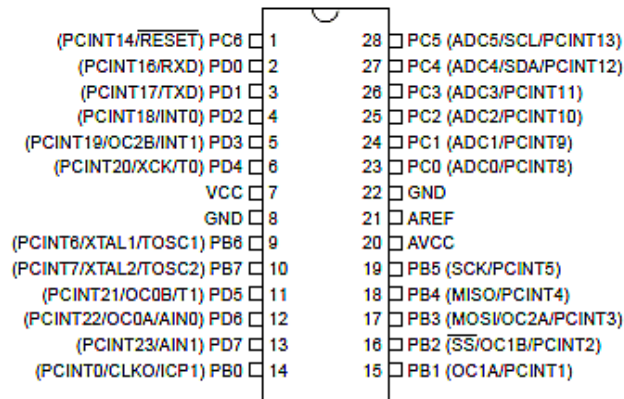 (PCINT14/RESET) PC6 1 28 PC5 (ADC5/SCL/PCINT13)
(PCINT16/RXD) PD0 2 27 PC4 (ADC4/SDA/PCINT12)
(PCINT17/TXD) PD1 3 26 PC3 (ADC3/PCINT11)
(PCINT18/INT0) PD2 4 25 PC2 (ADC2/PCINT10)
(PCINT19/OC2B/INT1) PD3 5 24 PC1 (ADC1/PCINT9)
(PCINT20/XCK/T0) PD4 6 23 PC0 (ADC0/PCINT8)
VCC 7 22 GND
GND 8 21 AREF
(PCINT6/XTAL1/TOSC1) PB6 9 20 AVCC
(PCINT7/XTAL2/TOSC2) PB7 10 19 PB5 (SCK/PCINT5)
(PCINT21/OC0B/T1) PD5 11 18 PB4 (MISO/PCINT4)
(PCINT22/OC0A/AIN0) PD6 12 17 PB3 (MOSI/OC2A/PCINT3)
(PCINT23/AIN1) PD7 13 16 PB2 (SS/OC1B/PCINT2)
(PCINT0/CLKO/ICP1) PB0 14 15 PB1 (OC1A/PCINT1)